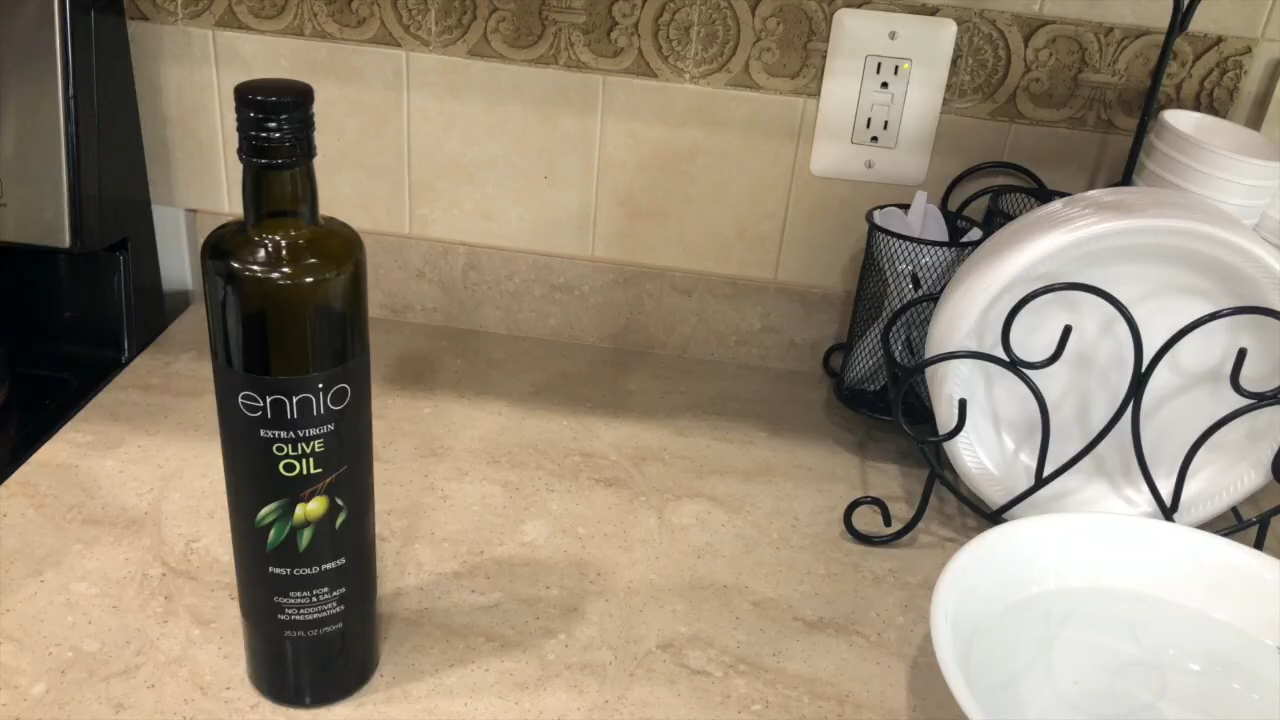 ennio
EXTRA VIRGIN
OLIVE
OIL
FIRST COLD PRESS
IDEAL FOR:
COOKING & SALADS
NO ADDITIVES
NO PRESERVATIVES
25.3 FL OZ (750ml)